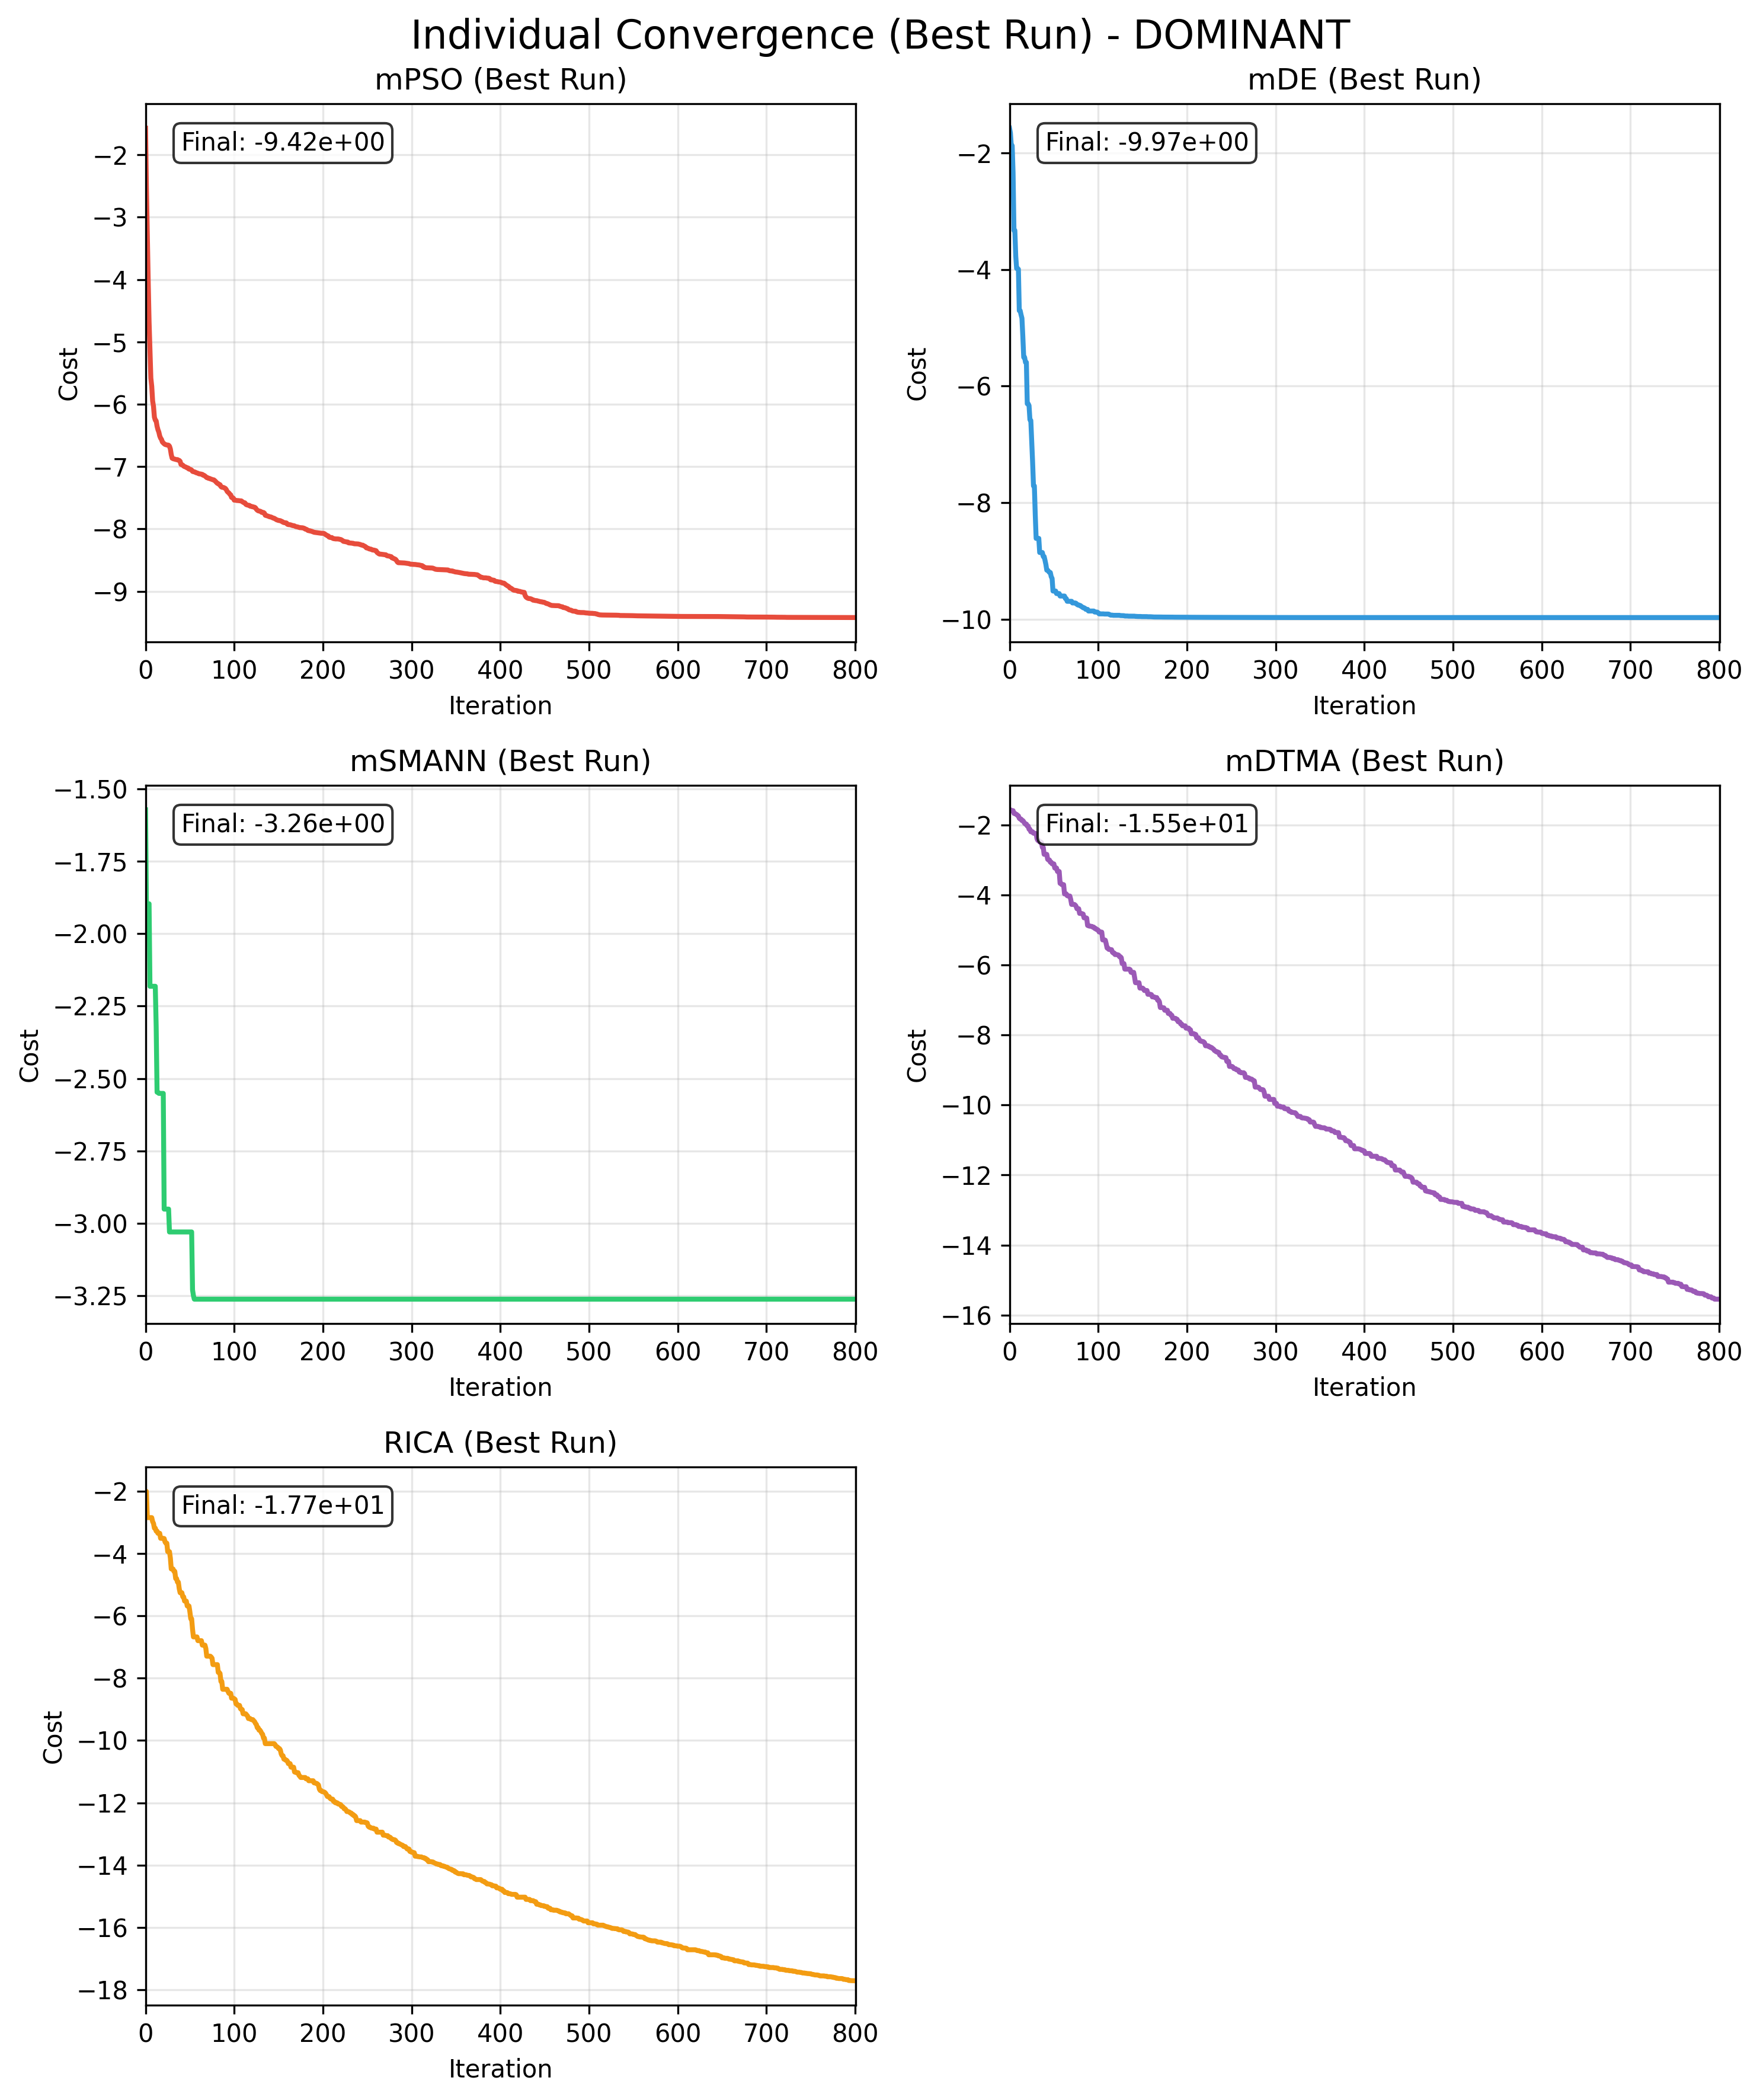 Individual Convergence (Best Run) - DOMINANT
mPSO (Best Run)
Final: -9.42e+00
−2
−3
−4
−5
−6
−7
−8
−9
Cost
0 100 200 300 400 500 600 700 800
Iteration
mDE (Best Run)
Final: -9.97e+00
−2
−4
−6
−8
−10
Cost
0 100 200 300 400 500 600 700 800
Iteration
mSMANN (Best Run)
Final: -3.26e+00
−1.50
−1.75
−2.00
−2.25
−2.50
−2.75
−3.00
−3.25
Cost
0 100 200 300 400 500 600 700 800
Iteration
mDTMA (Best Run)
Final: -1.55e+01
−2
−4
−6
−8
−10
−12
−14
−16
Cost
0 100 200 300 400 500 600 700 800
Iteration
RICA (Best Run)
Final: -1.77e+01
−2
−4
−6
−8
−10
−12
−14
−16
−18
Cost
0 100 200 300 400 500 600 700 800
Iteration